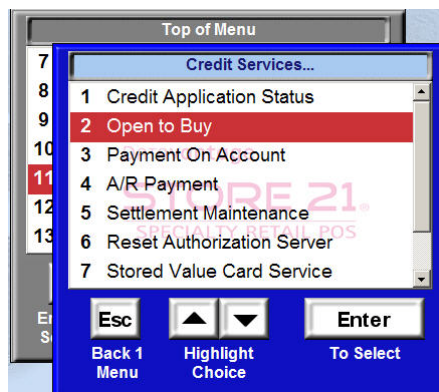 Top of Menu
7
8
9
10
11
12
13
Credit Services...
1 Credit Application Status
2 Open to Buy
3 Payment On Account
4 A/R Payment
5 Settlement Maintenance
6 Reset Authorization Server
7 Stored Value Card Service
STORE 21®
SPECIALTY RETAIL POS
Esc
Enter
Back 1
Menu
Highlight
Choice
To Select